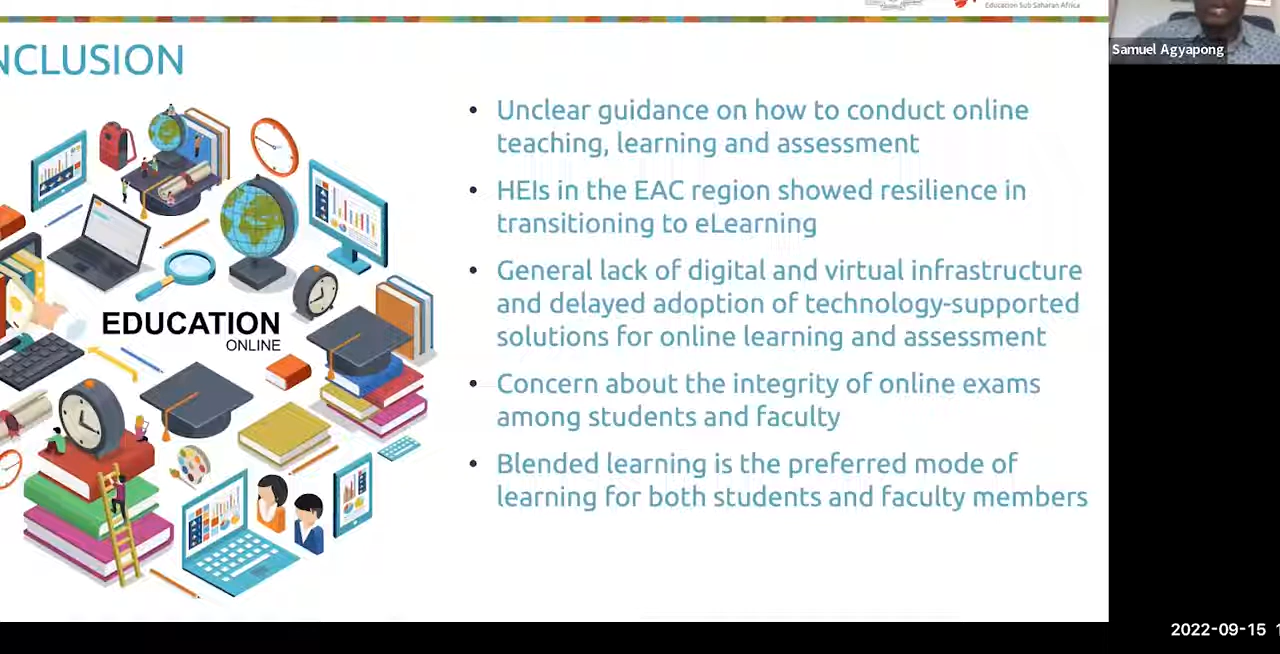 Education Sub Saharan Africa
Samuel Agyapong
NCLUSION
• Unclear guidance on how to conduct online
teaching, learning and assessment
• HEIs in the EAC region showed resilience in
transitioning to eLearning
• General lack of digital and virtual infrastructure
and delayed adoption of technology-supported
solutions for online learning and assessment
• Concern about the integrity of online exams
among students and faculty
• Blended learning is the preferred mode of
learning for both students and faculty members
EDUCATION
ONLINE
2022-09-15 1